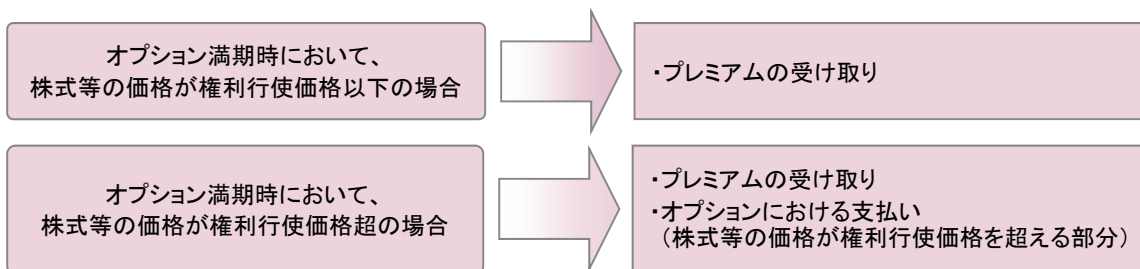 オプション満期時において、
株式等の価格が権利行使価格以下の場合
・プレミアムの受け取り
オプション満期時において、
株式等の価格が権利行使価格超の場合
・プレミアムの受け取り
・オプションにおける支払い
(株式等の価格が権利行使価格を超える部分)